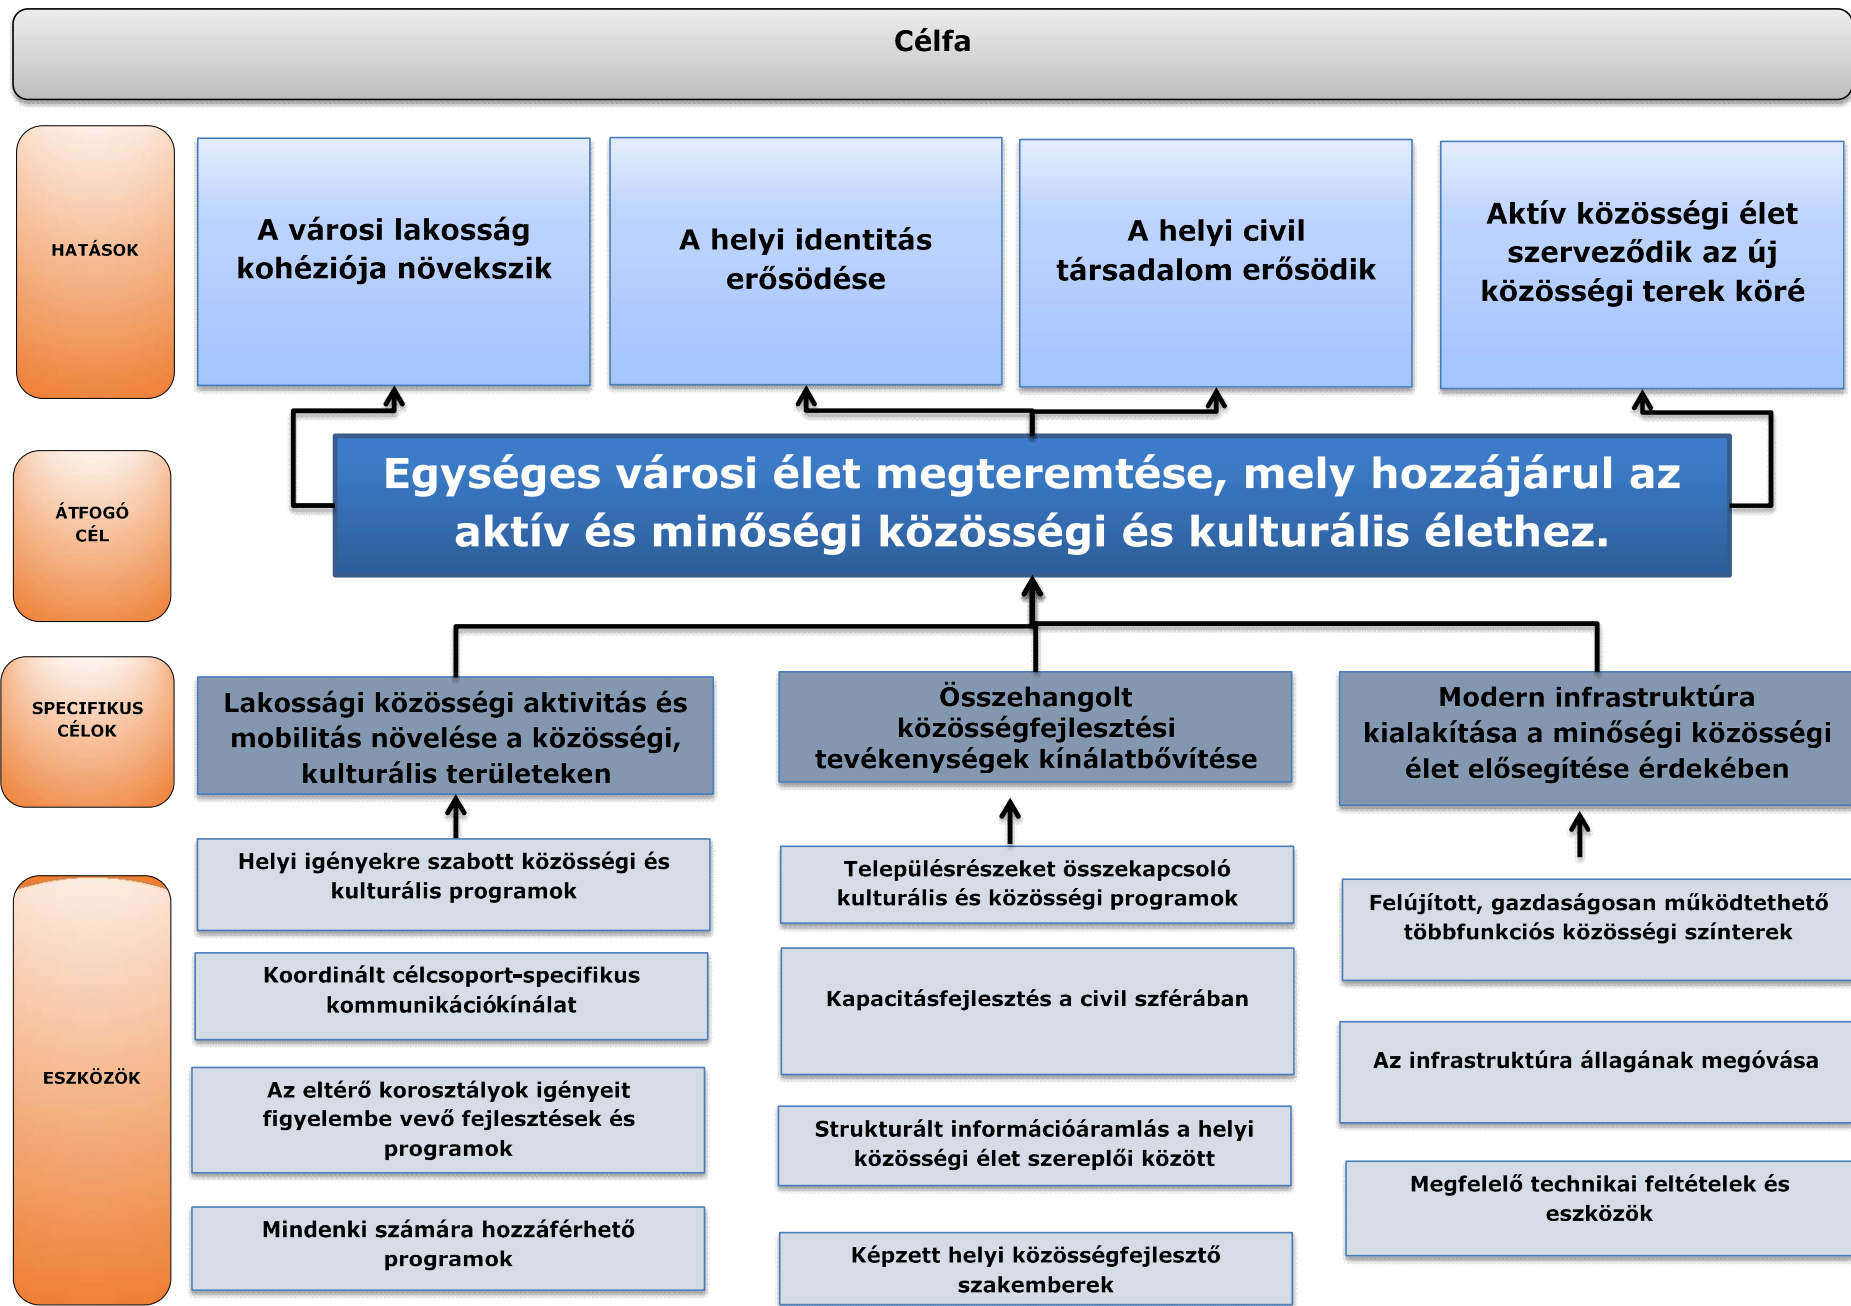 Célfa
HATÁSOK
A városi lakosság
kohéziója növekszik
A helyi identitás
erősödése
A helyi civil
társadalom erősödik
Aktív közösségi élet
szerveződik az új
közösségi terek köré
ÁTFOGÓ
CÉL
Egységes városi élet megteremtése, mely hozzájárul az
aktív és minőségi közösségi és kulturális élethez.
SPECIFIKUS
CÉLOK
Lakossági közösségi aktivitás és
mobilitás növelése a közösségi,
kulturális területeken
Összehangolt
közösségfejlesztési
tevékenységek kínálatbővítése
Modern infrastruktúra
kialakítása a minőségi közösségi
élet elősegítése érdekében
ESZKÖZÖK
Helyi igényekre szabott közösségi és
kulturális programok
Koordinált célcsoport-specifikus
kommunikációkínálat
Az eltérő korosztályok igényeit
figyelembe vevő fejlesztések és
programok
Mindenki számára hozzáférhető
programok
Településrészeket összekapcsoló
kulturális és közösségi programok
Kapacitásfejlesztés a civil szférában
Strukturált információáramlás a helyi
közösségi élet szereplői között
Képzett helyi közösségfejlesztő
szakemberek
Felújított, gazdaságosan működtethető
többfunkciós közösségi színterek
Az infrastruktúra állagának megóvása
Megfelelő technikai feltételek és
eszközök